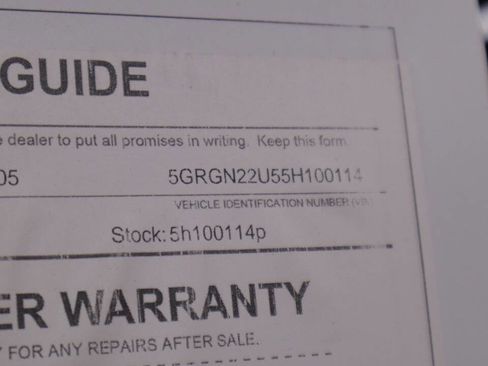 GUIDE
e dealer to put all promises in writing. Keep this form.
05 5GRGN22U55H100114
VEHICLE IDENTIFICATION NUMBER (VIN)
Stock: 5h100114p
ER WARRANTY
FOR ANY REPAIRS AFTER SALE.